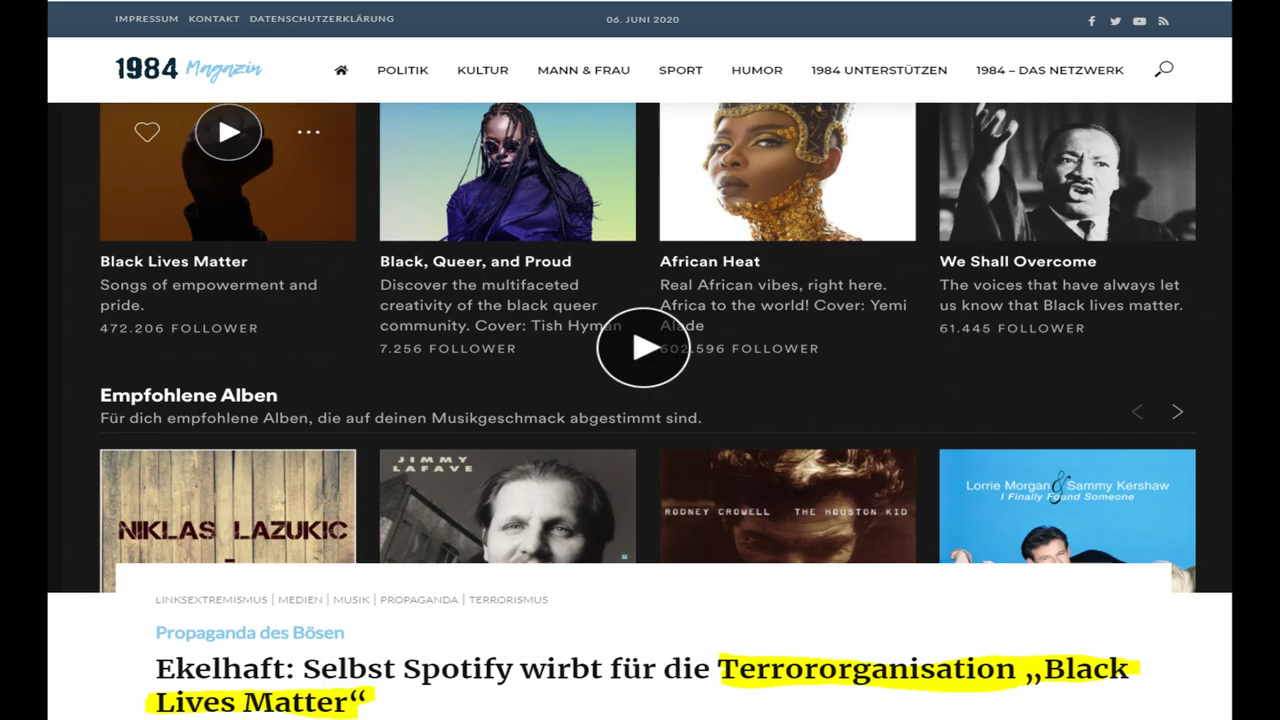 IMPRESSUM KONTAKT DATENSCHUTZERKLÄRUNG 06. JUNI 2020
1984 Magazin POLITIK KULTUR MANN & FRAU SPORT HUMOR 1984 UNTERSTÜTZEN 1984 – DAS NETZWERK
Black Lives Matter
Songs of empowerment and
pride.
472.206 FOLLOWER
Black, Queer, and Proud
Discover the multifaceted
creativity of the black queer
community. Cover: Tish Hyman
7.256 FOLLOWER
African Heat
Real African vibes, right here.
Africa to the world! Cover: Yemi
Alade
602.596 FOLLOWER
We Shall Overcome
The voices that have always let
us know that Black lives matter.
61.445 FOLLOWER
Empfohlene Alben
Für dich empfohlene Alben, die auf deinen Musikgeschmack abgestimmt sind.
NIKLAS LAZUKIC
JIMMY
LAFAVE
RODNEY CROWELL THE HOUSTON KID
Lorrie Morgan & Sammy Kershaw
I Finally Found Someone
LINKSEXTREMISMUS | MEDIEN | MUSIK | PROPAGANDA | TERRORISMUS
Propaganda des Bösen
Ekelhaft: Selbst Spotify wirbt für die Terrororganisation „Black
Lives Matter“